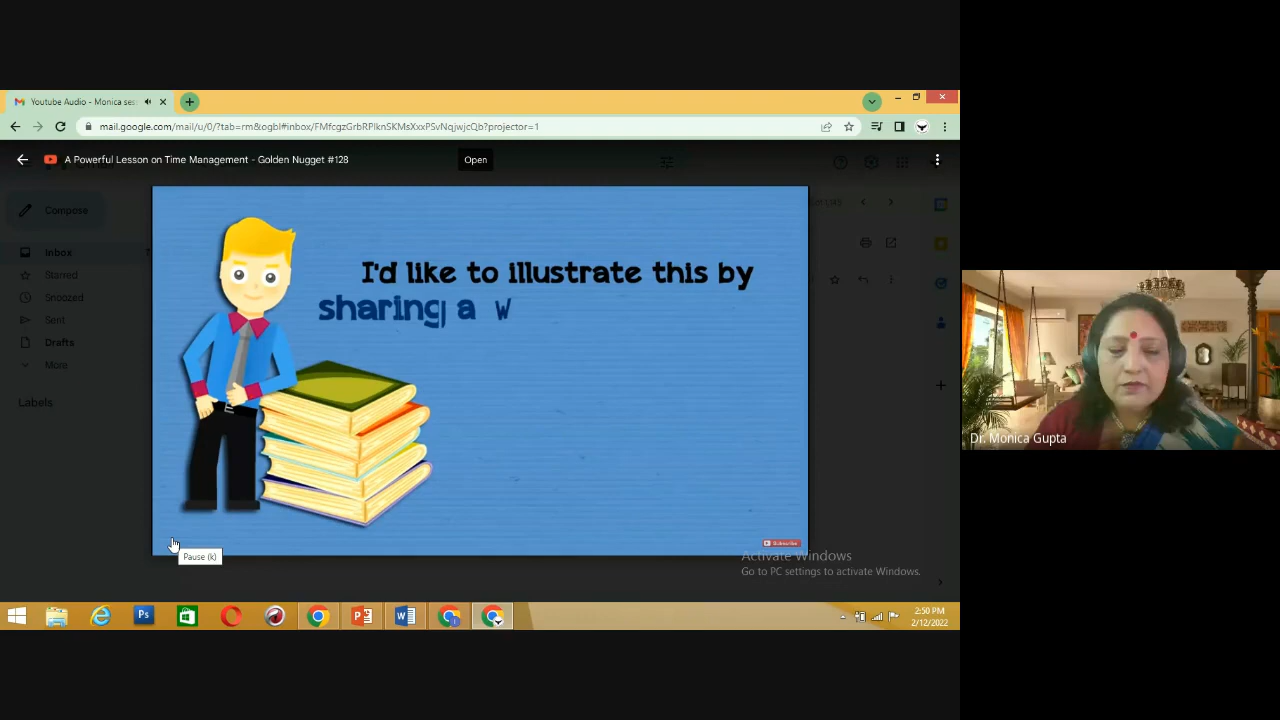 Youtube Audio - Monica ses
mail.google.com/mail/u/0/?tab=rm&ogbl#inbox/FMfcgzGrbRPlknSKMsXxxPSvNqjwjcQb?projector=1
A Powerful Lesson on Time Management - Golden Nugget #128
Open
Compose
Inbox
Starred
Snoozed
Sent
Drafts
More
Labels
I'd like to illustrate this by
sharing a w
Pause (k)
Subscribe
Activate Windows
Go to PC settings to activate Windows.
Ps
2:50 PM
2/12/2022
Dr. Monica Gupta